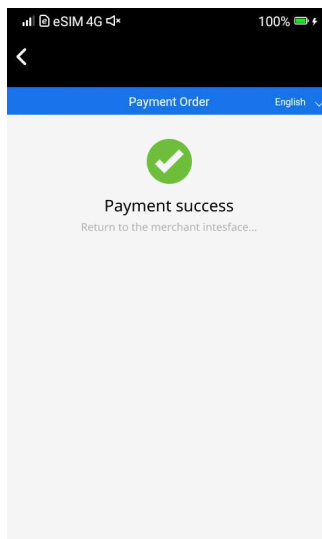 eSIM 4G 100%
Payment Order English
Payment success
Return to the merchant intesface...